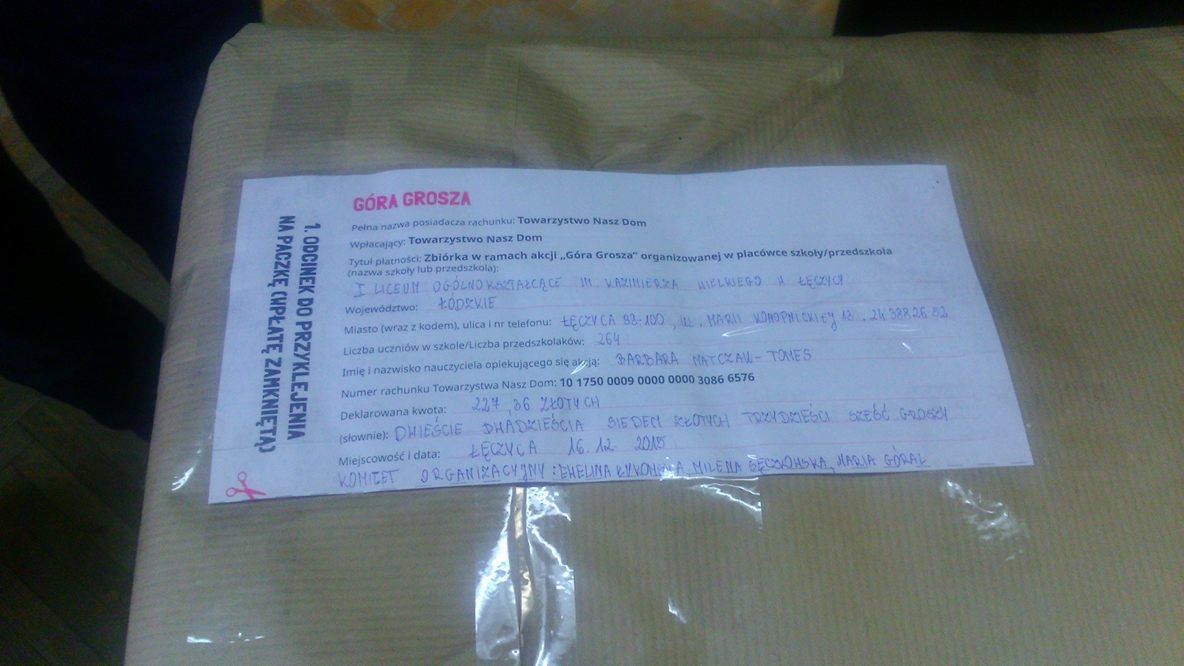 GÓRA GROSZA
Pełna nazwa posiadacza rachunku: Towarzystwo Nasz Dom
Wpłacający: Towarzystwo Nasz Dom
Tytuł płatności: Zbiórka w ramach akcji „Góra Grosza" organizowanej w placówce szkoły/przedszkola
(nazwa szkoły lub przedszkola):
I LICEUM OGÓLNOKSZTAŁCĄCE IM. KAZIMIERZA WIELKIEGO W ŁĘCZYCY
Województwo: ŁÓDZKIE
Miasto (wraz z kodem), ulica i nr telefonu: ŁĘCZYCA 99-100, UL. MARII KONOPNICKIEJ 13, 24 388 26 82
Liczba uczniów w szkole/Liczba przedszkolaków: 264
Imię i nazwisko nauczyciela opiekującego się akcją: BARBARA MATCZAK-TOMES
Numer rachunku Towarzystwa Nasz Dom: 10 1750 0009 0000 0000 3086 6576
Deklarowana kwota: 227,36 ZŁOTYCH
(słownie): DWIEŚCIE DWADZIEŚCIA SIEDEM ZŁOTYCH TRZYDZIEŚCI SZEŚĆ GROSZY
Miejscowość i data: ŁĘCZYCA 16.12.2015
KOMITET ORGANIZACYJNY: EWELINA MILENA MARIA GÓRAL
1. ODCINEK DO PRZYKLEJENIA
NA PACZKĘ (WPŁATĘ ZAMKNIĘTĄ)